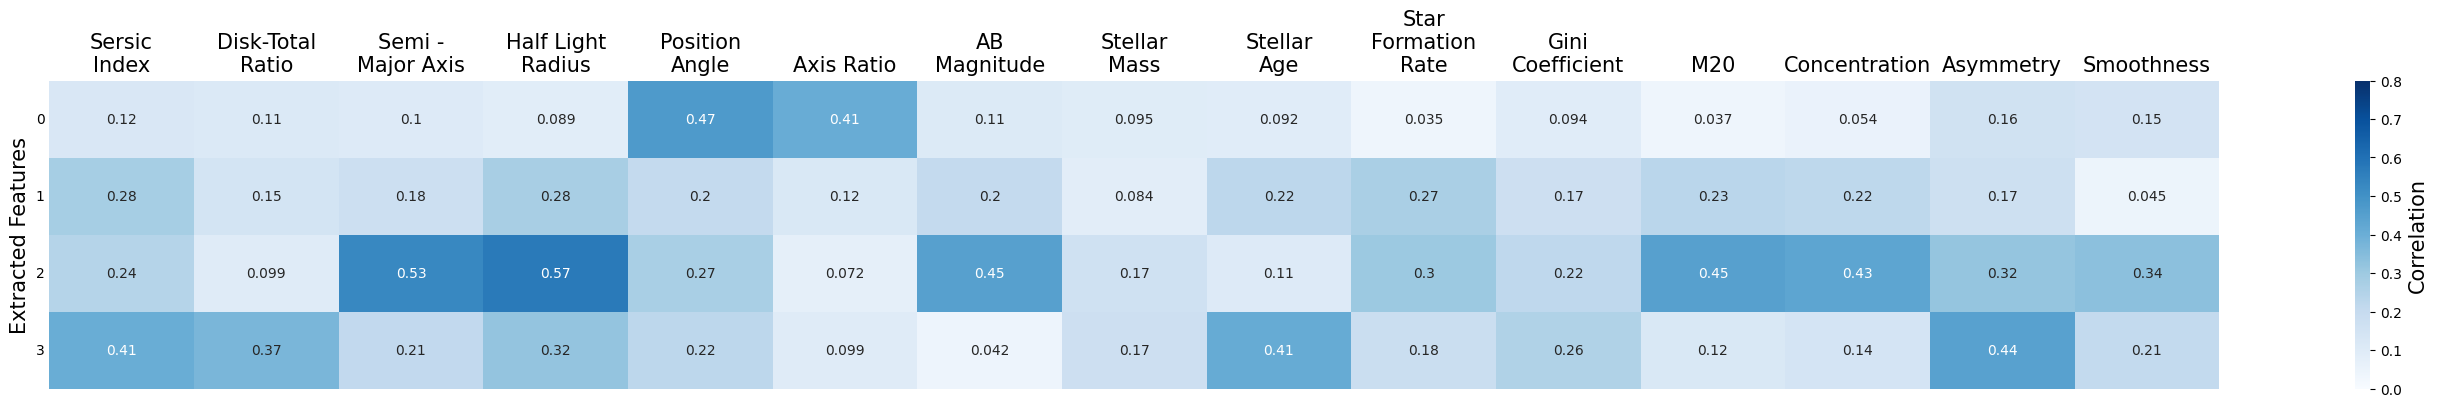 Sersic
Index
Disk-Total
Ratio
Semi -
Major Axis
Half Light
Radius
Position
Angle
Axis Ratio
AB
Magnitude
Stellar
Mass
Stellar
Age
Star
Formation
Rate
Gini
Coefficient
M20
Concentration
Asymmetry
Smoothness
Extracted Features
0 0.12 0.11 0.1 0.089 0.47 0.41 0.11 0.095 0.092 0.035 0.094 0.037 0.054 0.16 0.15
1 0.28 0.15 0.18 0.28 0.2 0.12 0.2 0.084 0.22 0.27 0.17 0.23 0.22 0.17 0.045
2 0.24 0.099 0.53 0.57 0.27 0.072 0.45 0.17 0.11 0.3 0.22 0.45 0.43 0.32 0.34
3 0.41 0.37 0.21 0.32 0.22 0.099 0.042 0.17 0.41 0.18 0.26 0.12 0.14 0.44 0.21
0.8
0.7
0.6
0.5
0.4
0.3
0.2
0.1
0.0
Correlation